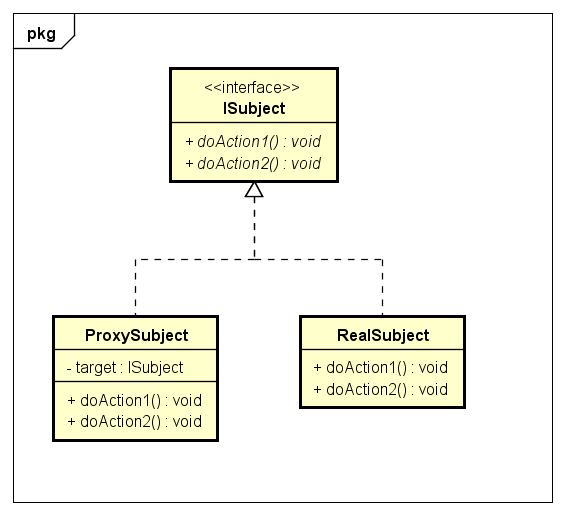 pkg
<<interface>>
ISubject
+ doAction1() : void
+ doAction2() : void
ProxySubject
- target : ISubject
+ doAction1() : void
+ doAction2() : void
RealSubject
+ doAction1() : void
+ doAction2() : void